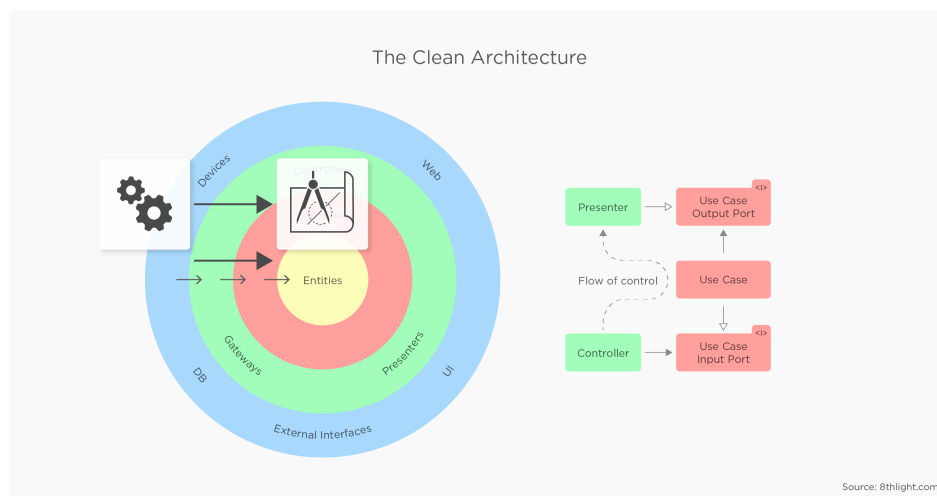 The Clean Architecture
Devices
Web
Entities
Gateways
Presenters
DB
UI
External Interfaces
Presenter
<I>
Use Case
Output Port
Flow of control
Use Case
Controller
<I>
Use Case
Input Port
Source: 8thlight.com